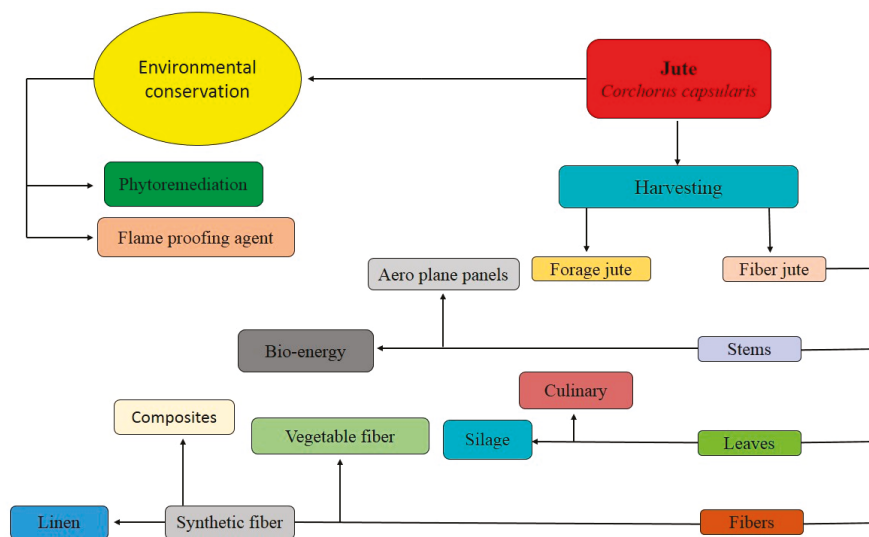 Environmental
conservation
Jute
Corchorus capsularis
Phytoremediation
Harvesting
Flame proofing agent
Aero plane panels
Forage jute
Fiber jute
Bio-energy
Stems
Culinary
Composites
Vegetable fiber
Silage
Leaves
Linen
Synthetic fiber
Fibers